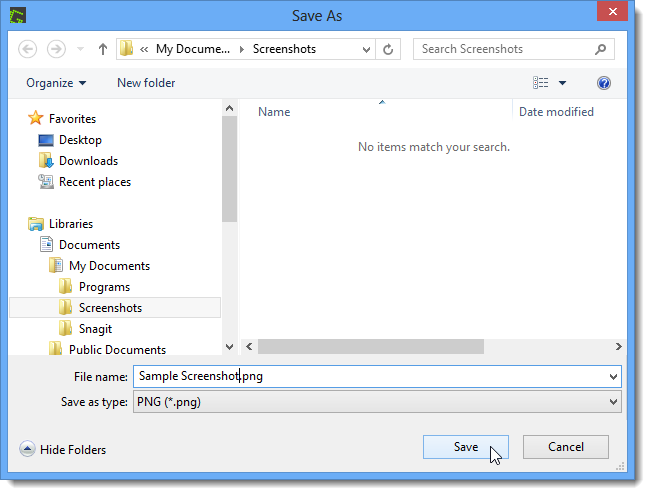 Save As
« My Docume... Screenshots
Search Screenshots
Organize
New folder
Name
Date modified
No items match your search.
Favorites
Desktop
Downloads
Recent places
Libraries
Documents
My Documents
Programs
Screenshots
Snagit
Public Documents
File name: Sample Screenshot.png
Save as type: PNG (*.png)
Hide Folders
Save
Cancel